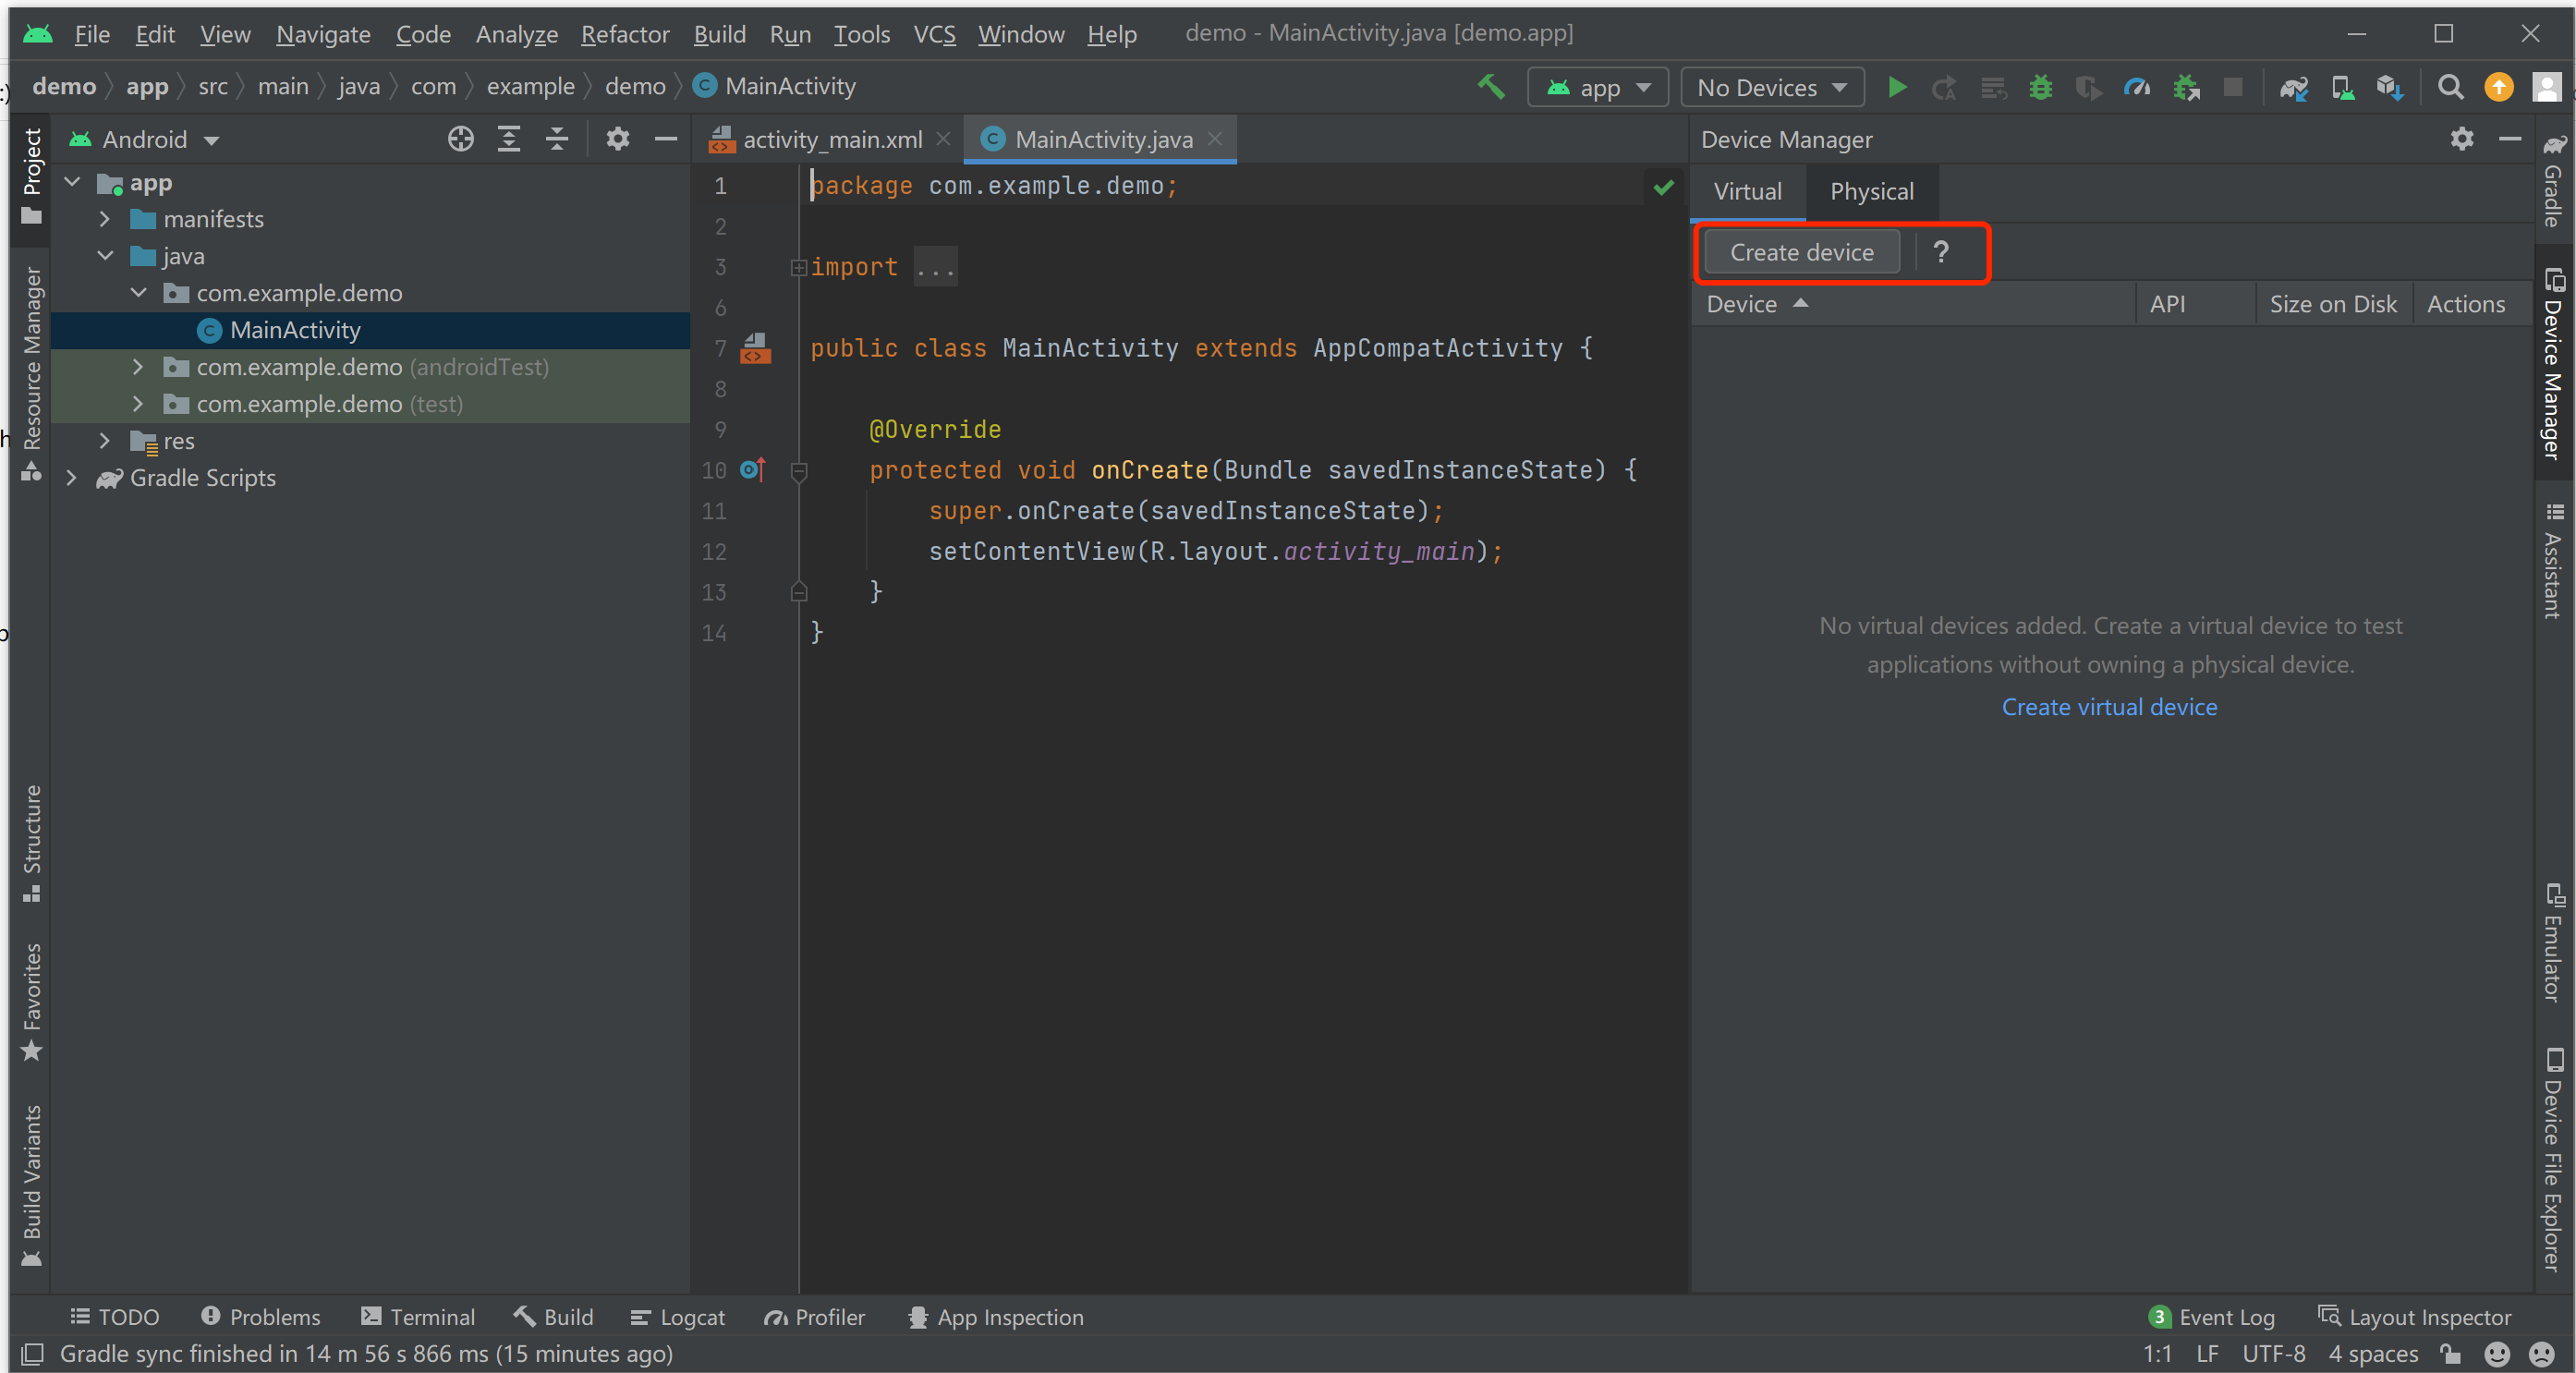 File Edit View Navigate Code Analyze Refactor Build Run Tools VCS Window Help demo - MainActivity.java [demo.app]
demo app src main java com example demo MainActivity app No Devices
Project
Resource Manager
Structure
Favorites
Build Variants
Android
app
manifests
java
com.example.demo
MainActivity
com.example.demo (androidTest)
com.example.demo (test)
res
Gradle Scripts
activity_main.xml MainActivity.java
1 package com.example.demo;
2
3 import ...
6
7 public class MainActivity extends AppCompatActivity {
8
9 @Override
10 protected void onCreate(Bundle savedInstanceState) {
11 super.onCreate(savedInstanceState);
12 setContentView(R.layout.activity_main);
13 }
14 }
Device Manager
Virtual Physical
Create device ?
Device API Size on Disk Actions
No virtual devices added. Create a virtual device to test
applications without owning a physical device.
Create virtual device
Gradle
Device Manager
Assistant
Emulator
Device File Explorer
TODO Problems Terminal Build Logcat Profiler App Inspection 3 Event Log Layout Inspector
Gradle sync finished in 14 m 56 s 866 ms (15 minutes ago) 1:1 LF UTF-8 4 spaces